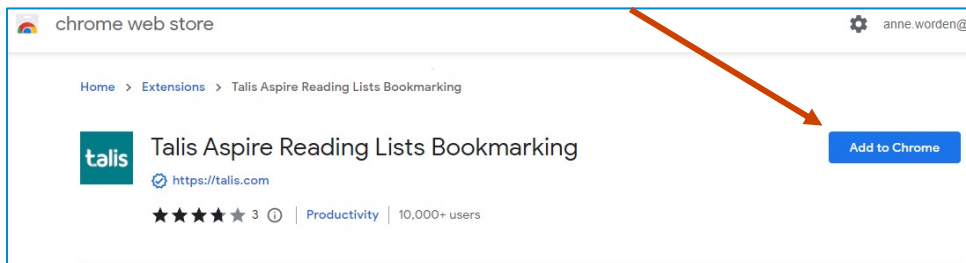 chrome web store
anne.worden@
Home > Extensions > Talis Aspire Reading Lists Bookmarking
talis
Talis Aspire Reading Lists Bookmarking
https://talis.com
3 | Productivity | 10,000+ users
Add to Chrome